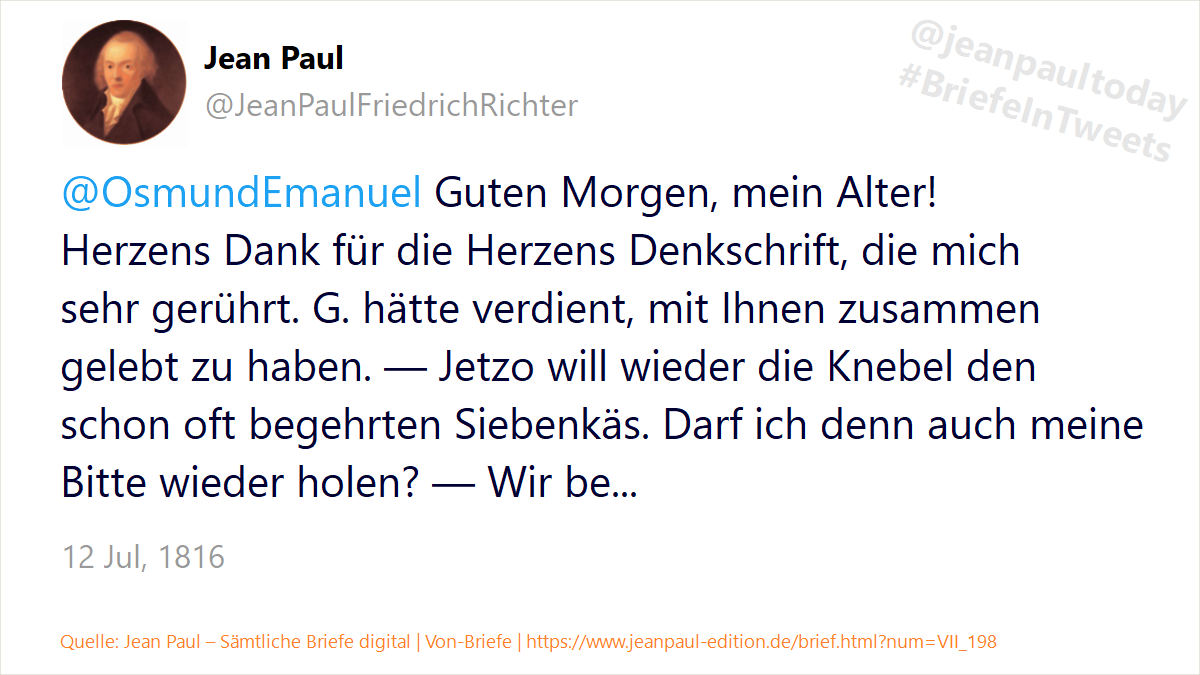 Jean Paul
@JeanPaulFriedrichRichter
@jeanpaultoday
#BriefeInTweets
@OsmundEmanuel Guten Morgen, mein Alter!
Herzens Dank für die Herzens Denkschrift, die mich
sehr gerührt. G. hätte verdient, mit Ihnen zusammen
gelebt zu haben. — Jetzo will wieder die Knebel den
schon oft begehrten Siebenkäs. Darf ich denn auch meine
Bitte wieder holen? — Wir be...
12 Jul, 1816
Quelle: Jean Paul – Sämtliche Briefe digital | Von-Briefe | https://www.jeanpaul-edition.de/brief.html?num=VII_198